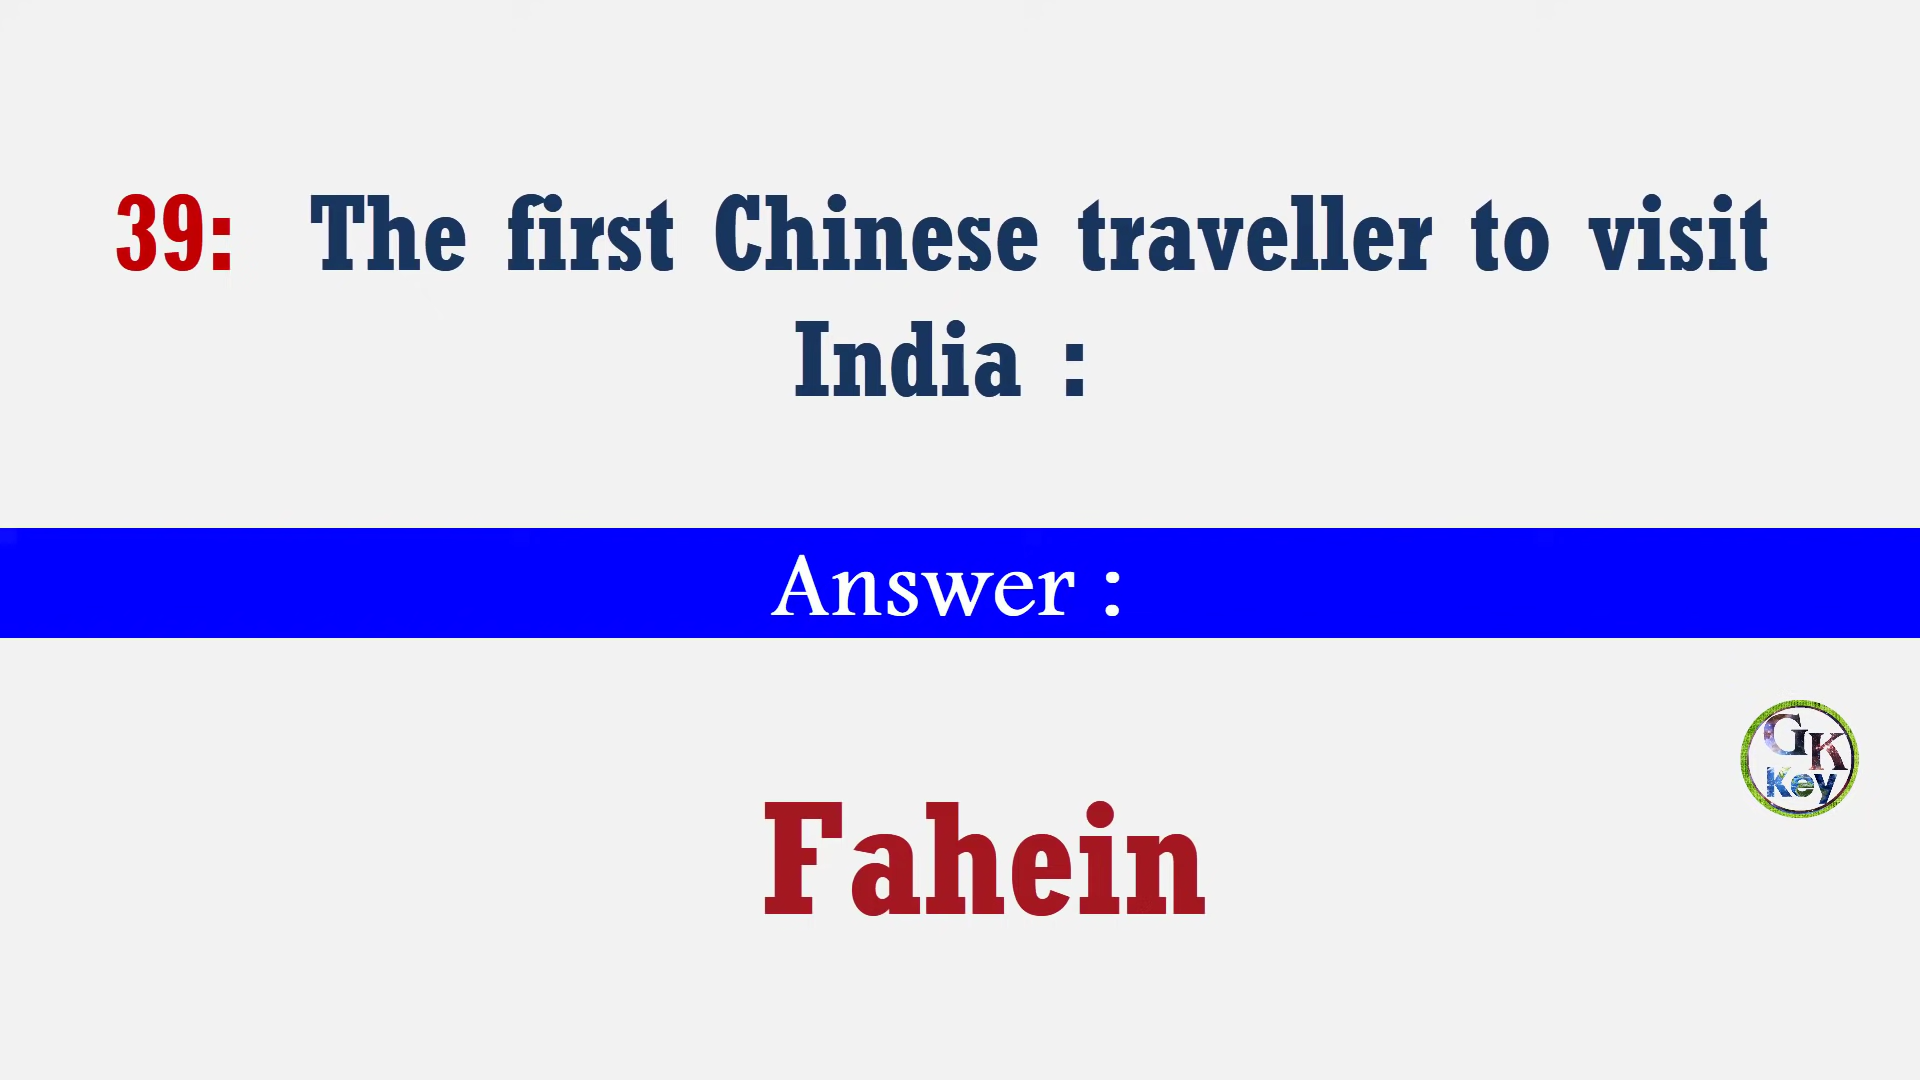 39: The first Chinese traveller to visit
India :
Answer :
GK
Key
Fahein